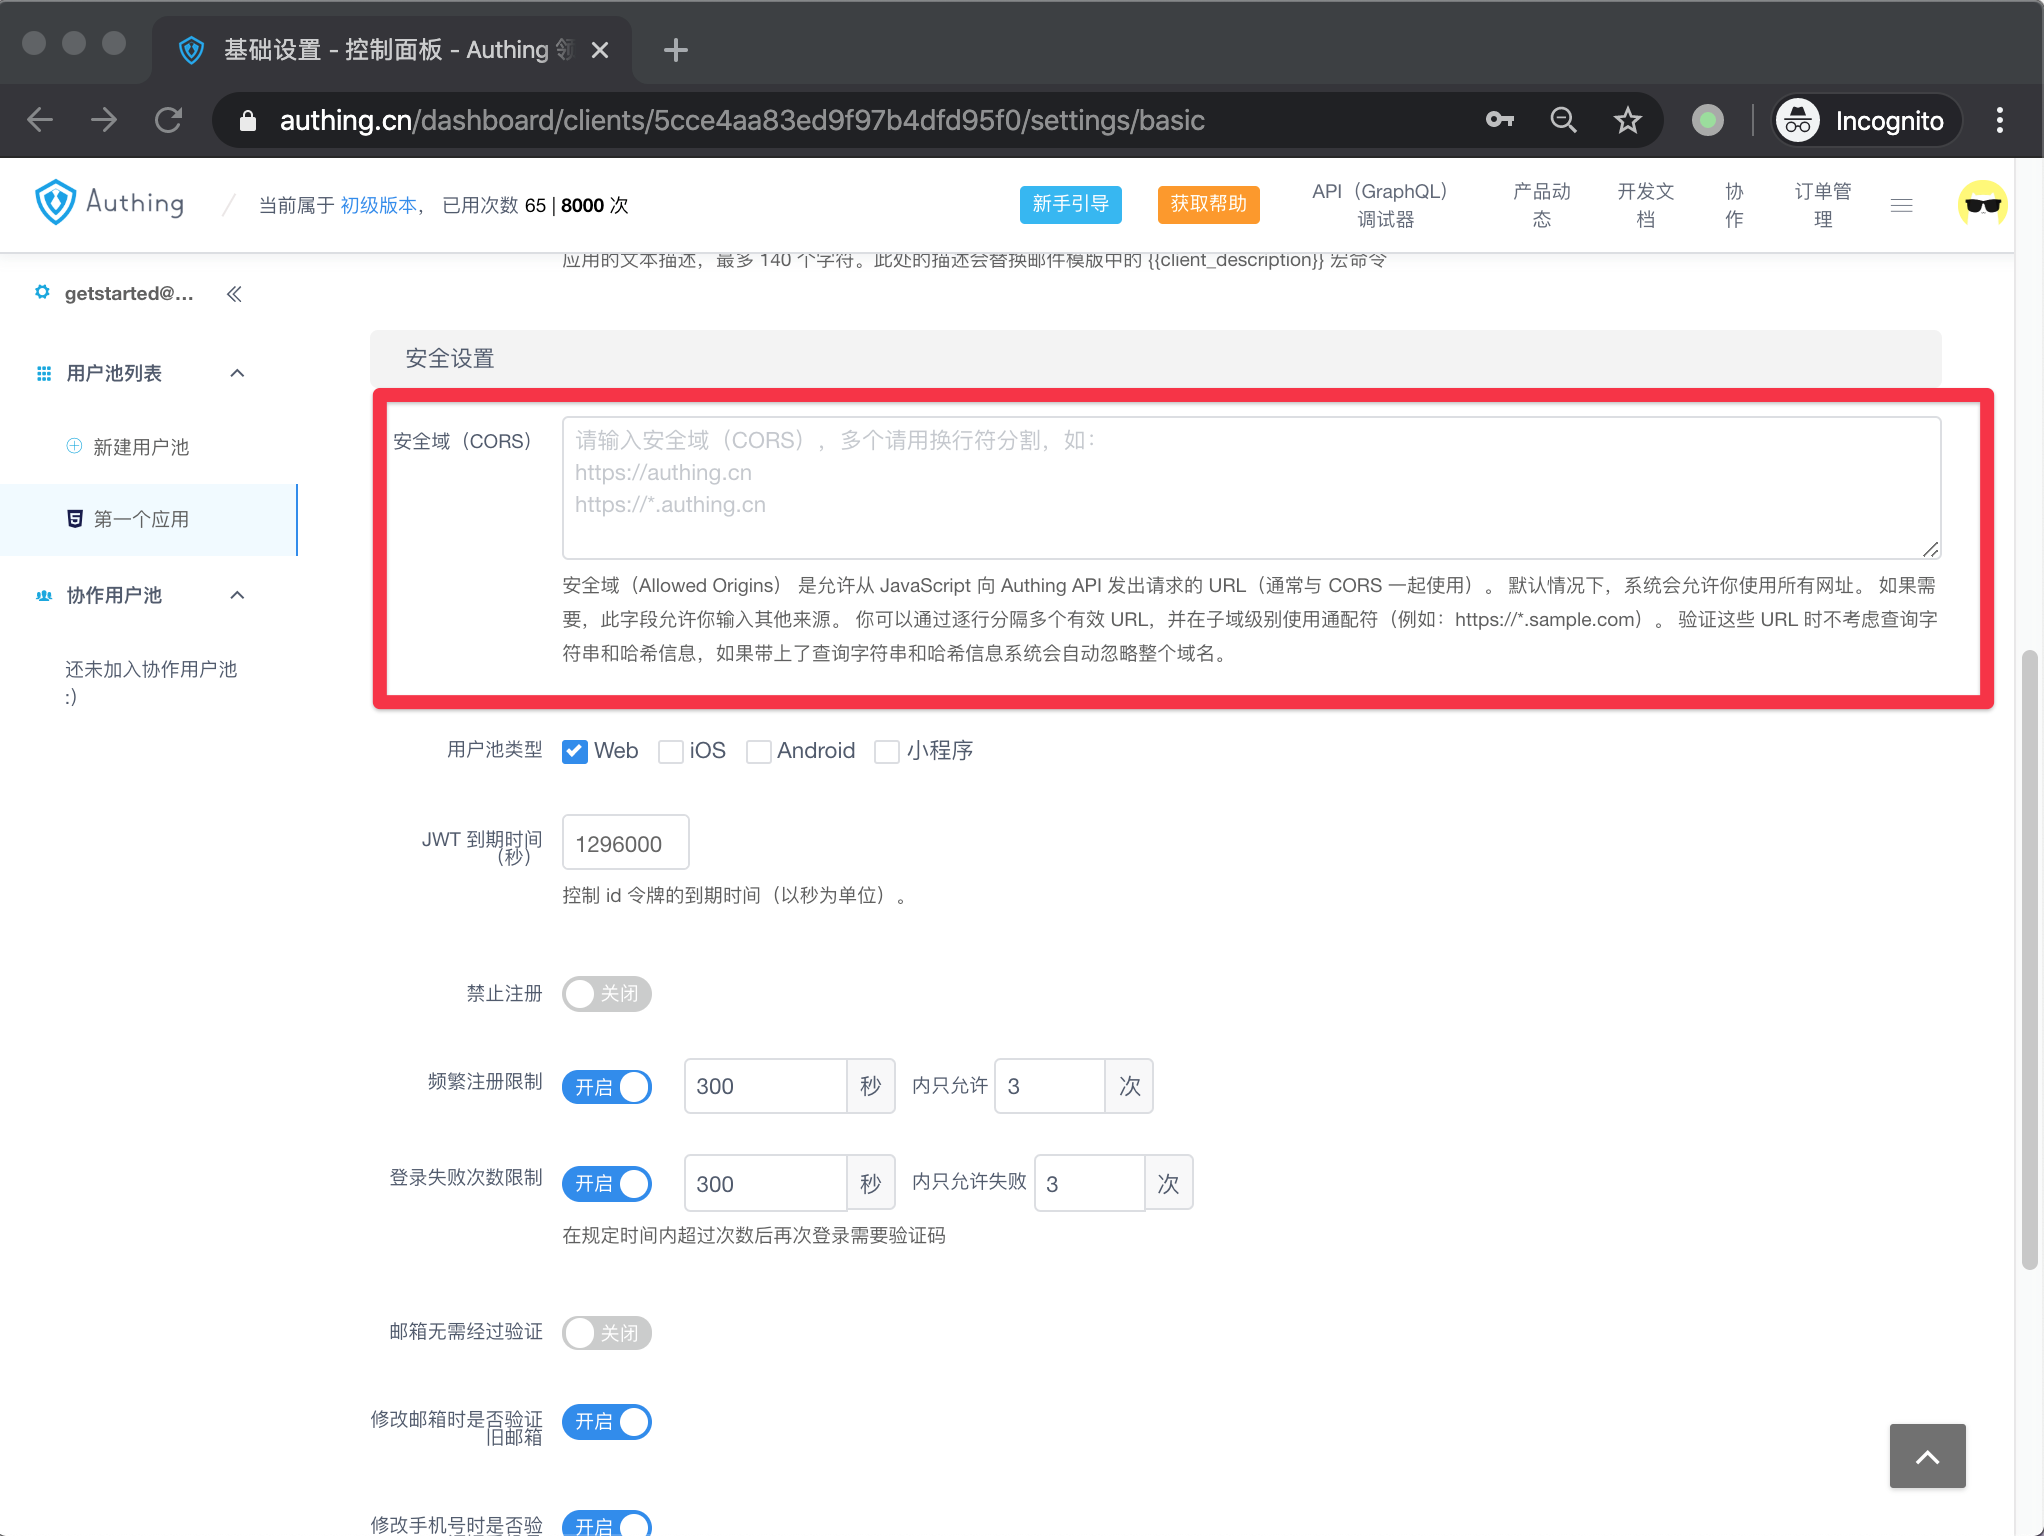 基础设置 - 控制面板 - Authing 领
authing.cn/dashboard/clients/5cce4aa83ed9f97b4dfd95f0/settings/basic
Incognito
Authing
/
当前属于 初级版本， 已用次数 65 | 8000 次
新手引导
获取帮助
API（GraphQL）
调试器
产品动
态
开发文
档
协
作
订单管
理
应用的文本描述，最多 140 个字符。此处的描述会替换邮件模版中的 {{client_description}} 宏命令
getstarted@...
用户池列表
新建用户池
第一个应用
协作用户池
还未加入协作用户池
:)
安全设置
安全域（CORS）
请输入安全域（CORS），多个请用换行符分割，如：
https://authing.cn
https://*.authing.cn
安全域（Allowed Origins） 是允许从 JavaScript 向 Authing API 发出请求的 URL（通常与 CORS 一起使用）。 默认情况下，系统会允许你使用所有网址。 如果需
要，此字段允许你输入其他来源。 你可以通过逐行分隔多个有效 URL，并在子域级别使用通配符（例如：https://*.sample.com）。 验证这些 URL 时不考虑查询字
符串和哈希信息，如果带上了查询字符串和哈希信息系统会自动忽略整个域名。
用户池类型
Web
iOS
Android
小程序
JWT 到期时间
（秒）
1296000
控制 id 令牌的到期时间（以秒为单位）。
禁止注册
关闭
频繁注册限制
开启
300
秒
内只允许
3
次
登录失败次数限制
开启
300
秒
内只允许失败
3
次
在规定时间内超过次数后再次登录需要验证码
邮箱无需经过验证
关闭
修改邮箱时是否验证
旧邮箱
开启
修改手机号时是否验
开启